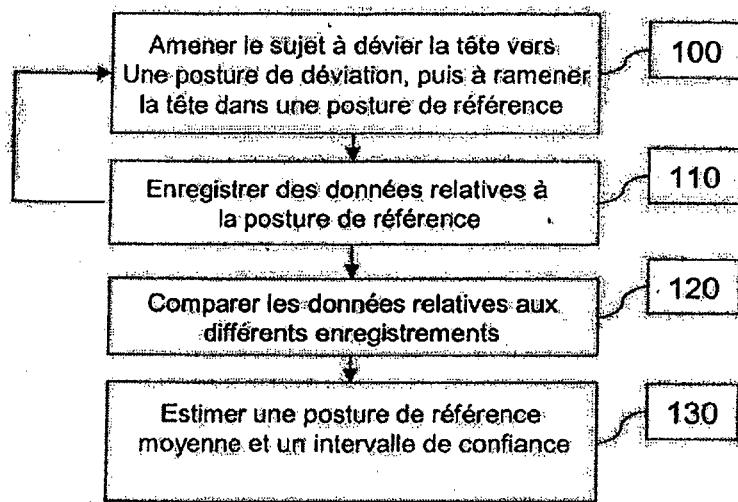 Amener le sujet à dévier la tête vers
Une posture de déviation, puis à ramener
la tête dans une posture de référence
100
Enregistrer des données relatives à
la posture de référence
110
Comparer les données relatives aux
différents enregistrements
120
Estimer une posture de référence
moyenne et un intervalle de confiance
130